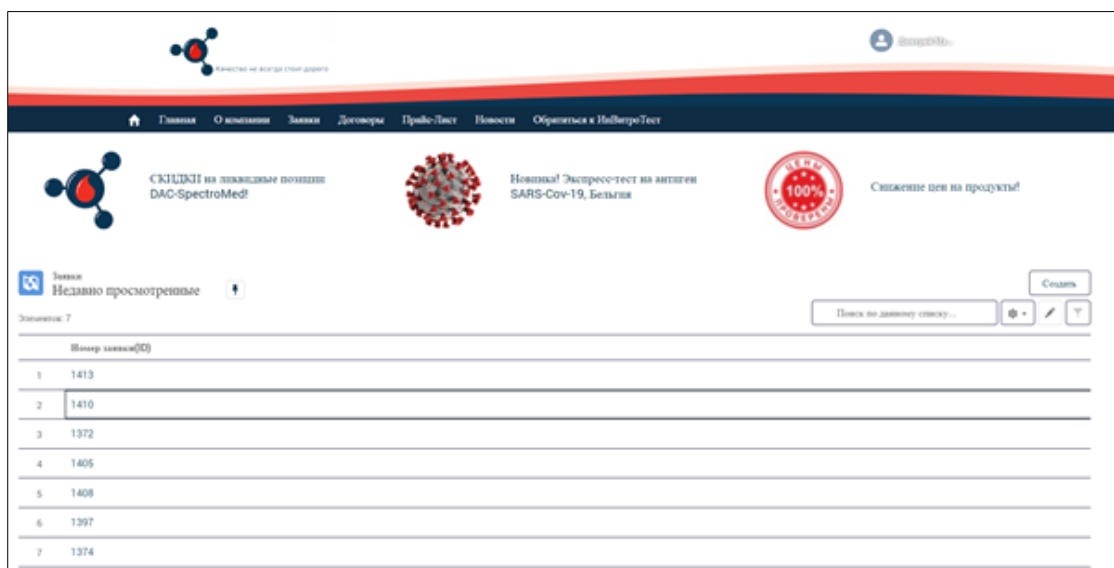 Качество не всегда стоит дорого
Главная О компании Заявки Договоры Прайс-Лист Новости Обратиться к ИнВитроТест
СКИДКИ на ликвидные позиции
DAC-SpectroMed!
Новинка! Экспресс-тест на антиген
SARS-Cov-19, Бельгия
ЦЕНЫ
100%
ПРОВЕРЕНЫ
Снижение цен на продукты!
Заявки
Недавно просмотренные
Создать
Элементов: 7
Поиск по данному списку...
Номер заявки(ID)
1 1413
2 1410
3 1372
4 1405
5 1408
6 1397
7 1374